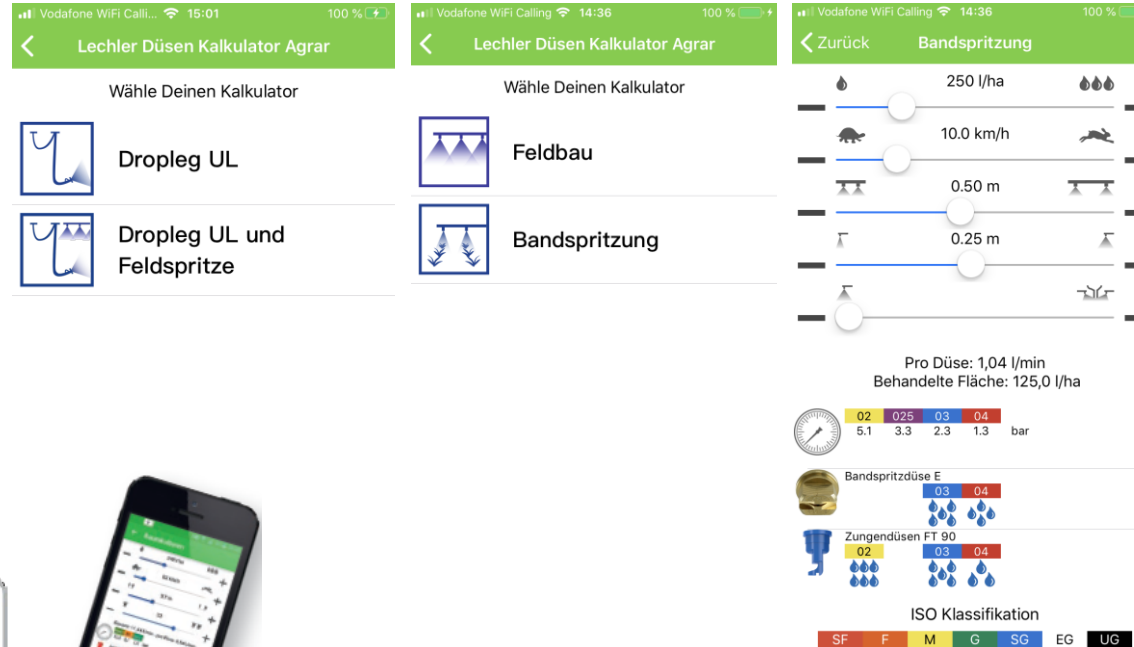 Vodafone WiFi Calli... 15:01 100 %
Lechler Düsen Kalkulator Agrar
Wähle Deinen Kalkulator
Dropleg UL
Dropleg UL und
Feldspritze
Vodafone WiFi Calling 14:36 100 %
Lechler Düsen Kalkulator Agrar
Wähle Deinen Kalkulator
Feldbau
Bandspritzung
Vodafone WiFi Calling 14:36 100 %
Zurück Bandspritzung
250 l/ha
10.0 km/h
0.50 m
0.25 m
Pro Düse: 1,04 l/min
Behandelte Fläche: 125,0 l/ha
02 025 03 04
5.1 3.3 2.3 1.3 bar
Bandspritzdüse E
03 04
Zungendüsen FT 90
02 03 04
ISO Klassifikation
SF F M G SG EG UG